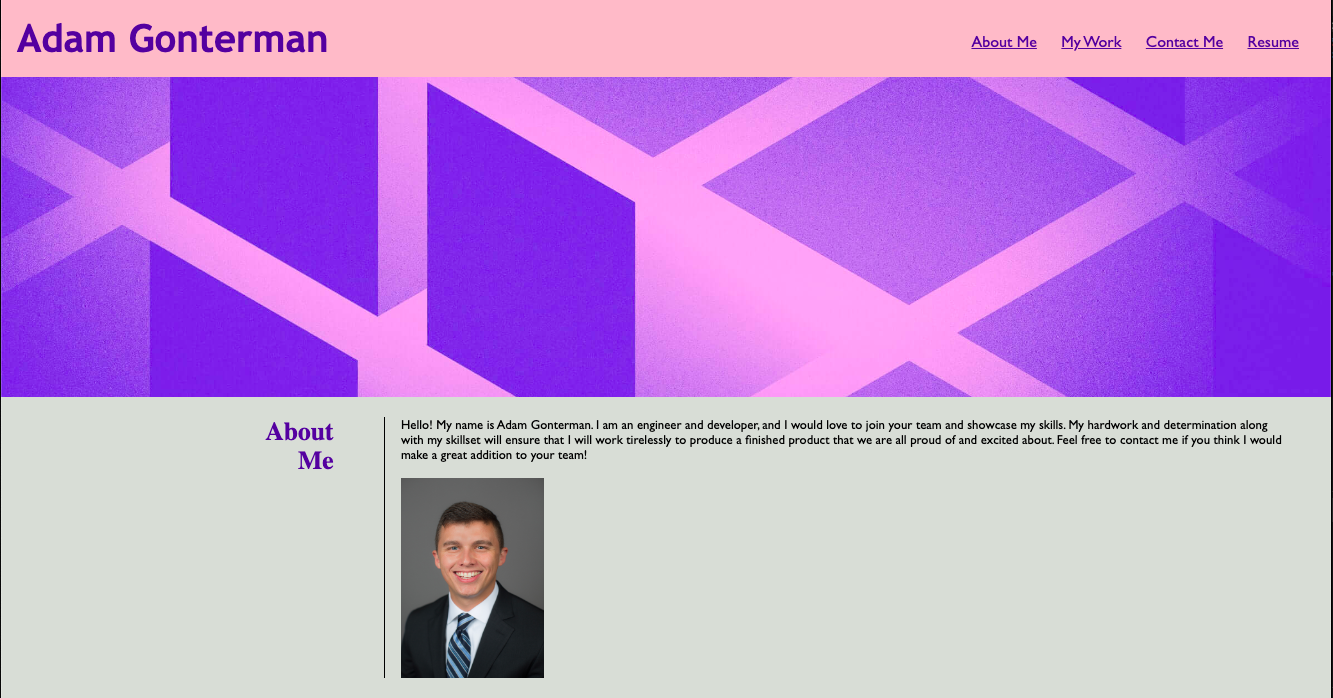 Adam Gonterman
About Me My Work Contact Me Resume
About
Me
Hello! My name is Adam Gonterman. I am an engineer and developer, and I would love to join your team and showcase my skills. My hardwork and determination along
with my skillset will ensure that I will work tirelessly to produce a finished product that we are all proud of and excited about. Feel free to contact me if you think I would
make a great addition to your team!